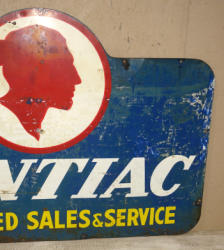 NTIAC
ED SALES & SERVICE